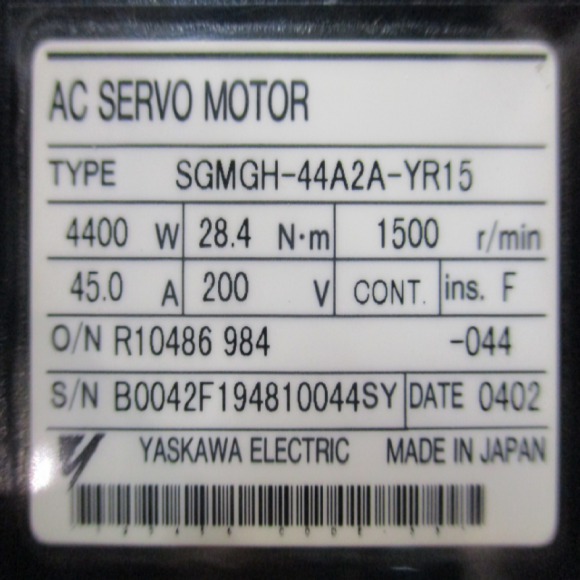 AC SERVO MOTOR
TYPE SGMGH-44A2A-YR15
4400 W 28.4 N·m 1500 r/min
45.0 A 200 V CONT. ins. F
O/N R10486 984 -044
S/N B0042F194810044SY DATE 0402
YASKAWA ELECTRIC MADE IN JAPAN